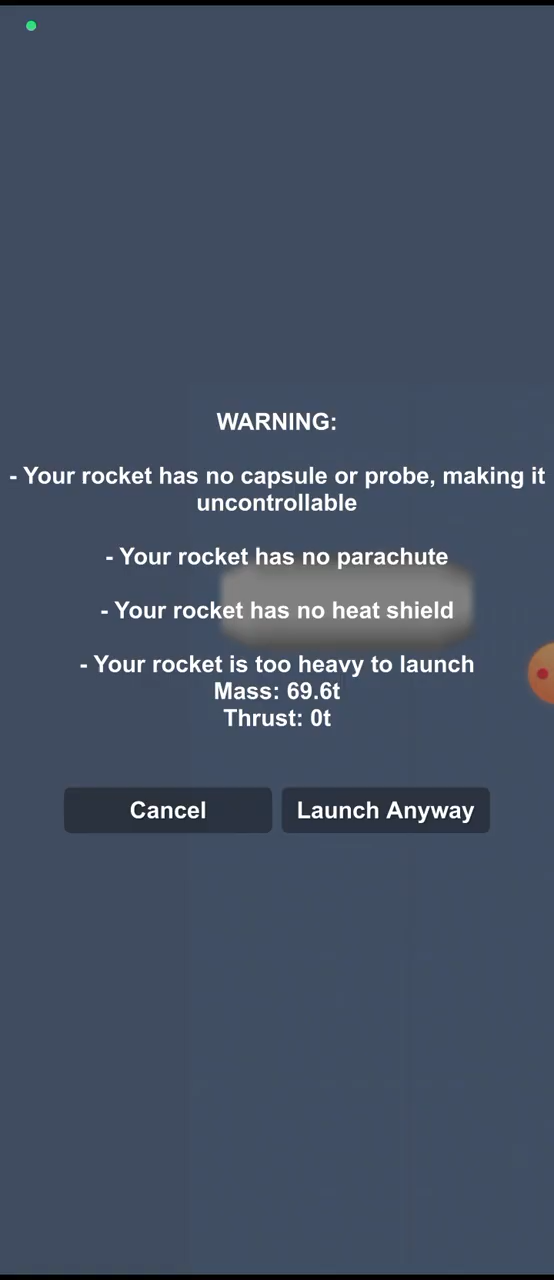 WARNING:
- Your rocket has no capsule or probe, making it
uncontrollable
- Your rocket has no parachute
- Your rocket has no heat shield
- Your rocket is too heavy to launch
Mass: 69.6t
Thrust: 0t
Cancel
Launch Anyway